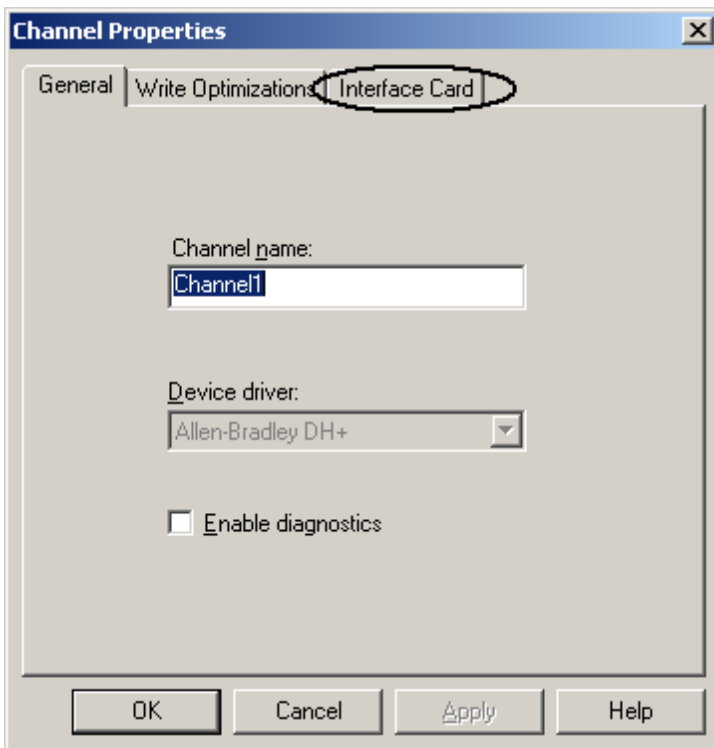 Channel Properties
General Write Optimizations Interface Card
Channel name:
Channel1
Device driver:
Allen-Bradley DH+
Enable diagnostics
OK Cancel Apply Help